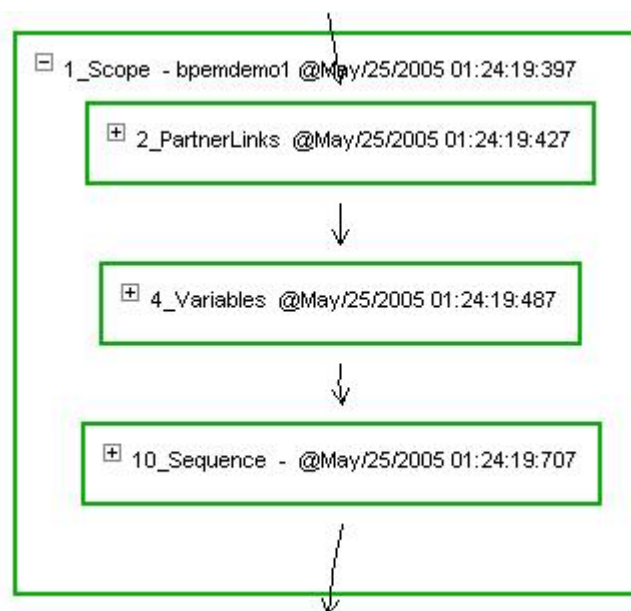 1_Scope - bpemdemo1 @May/25/2005 01:24:19:397
2_PartnerLinks @May/25/2005 01:24:19:427
4_Variables @May/25/2005 01:24:19:487
10_Sequence - @May/25/2005 01:24:19:707